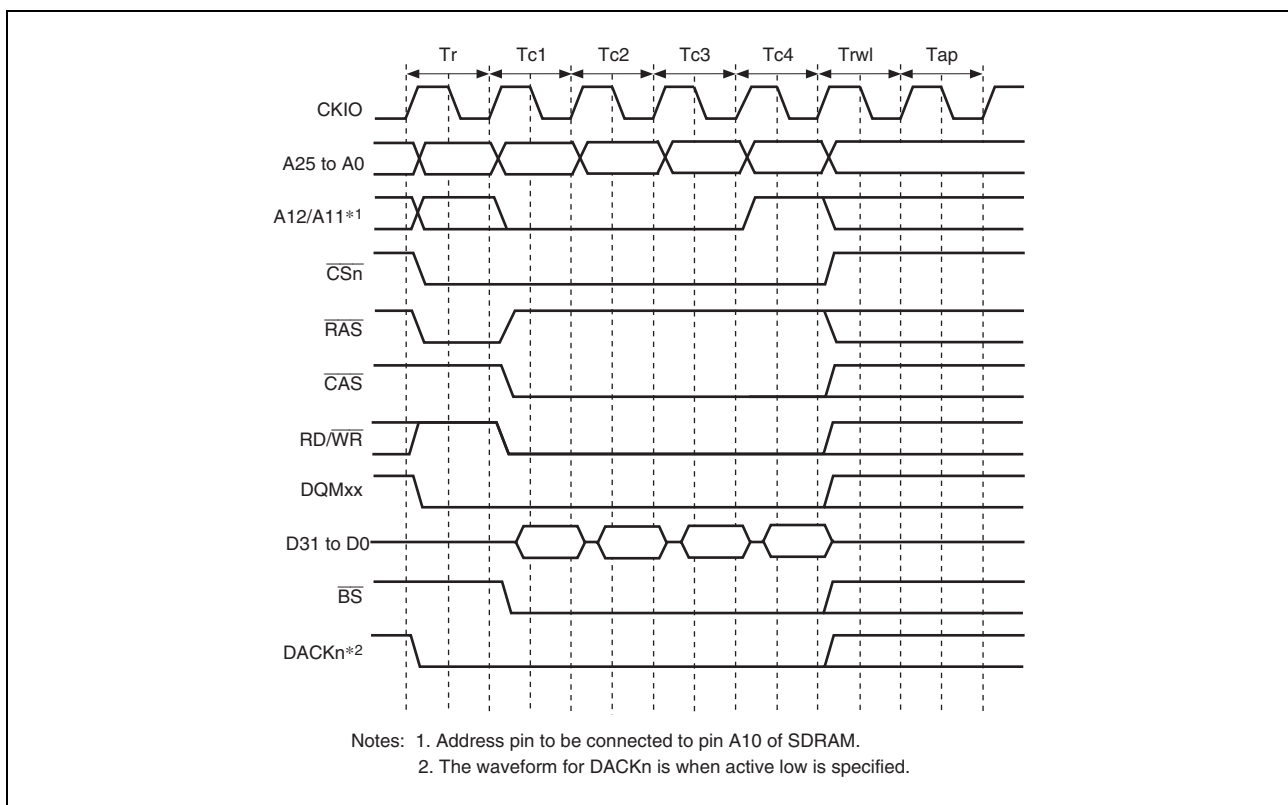 Tr Tc1 Tc2 Tc3 Tc4 Trwl Tap
CKIO
A25 to A0
A12/A11*1
CSn
RAS
CAS
RD/WR
DQMxx
D31 to D0
BS
DACKn*2
Notes: 1. Address pin to be connected to pin A10 of SDRAM.
2. The waveform for DACKn is when active low is specified.